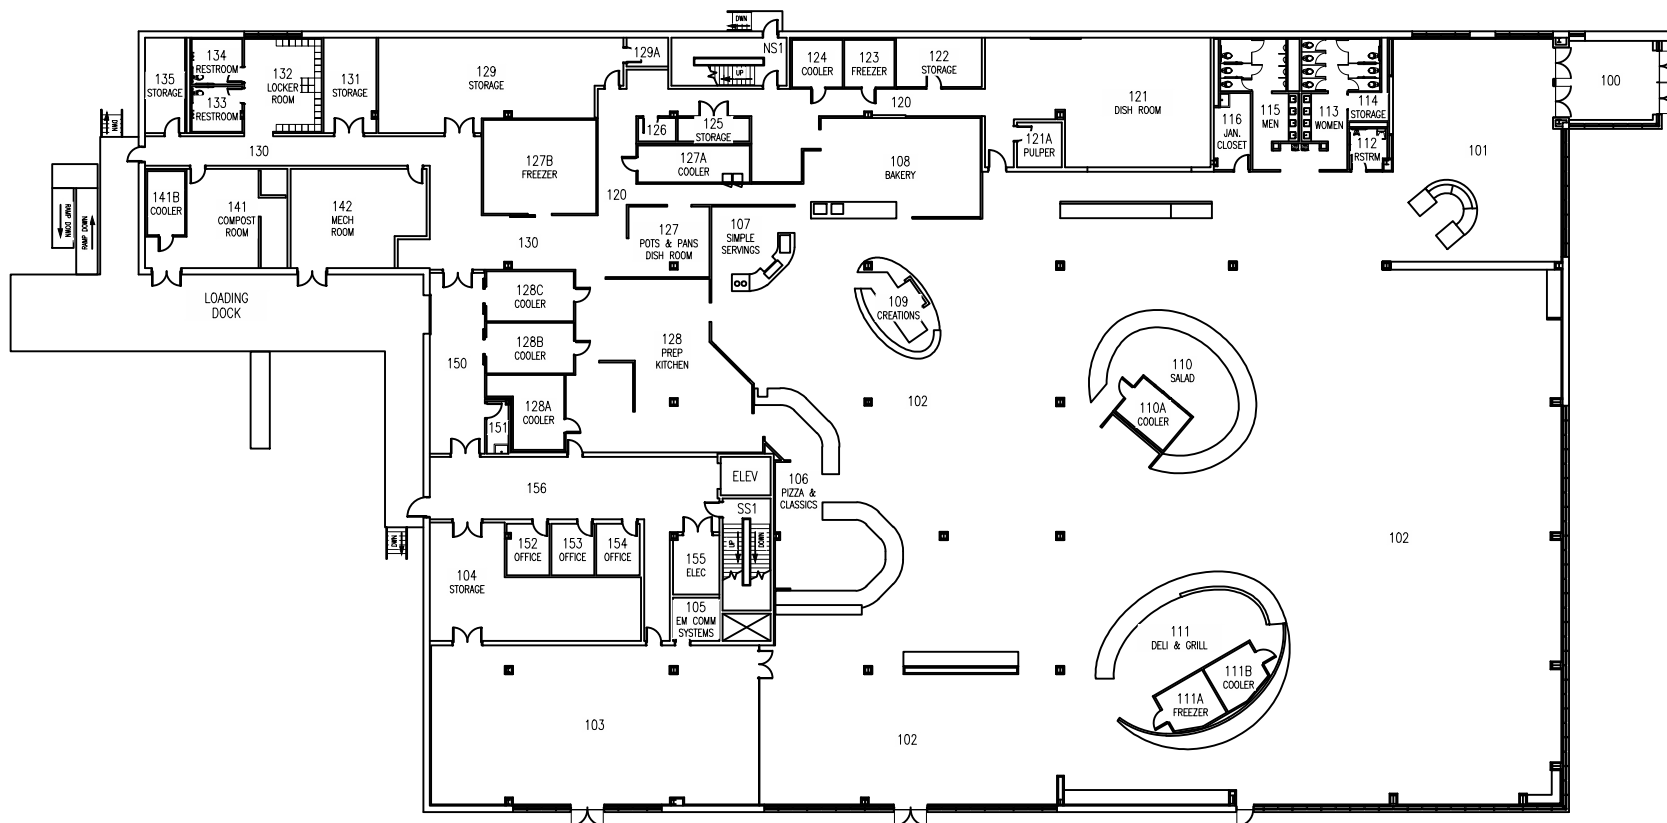 DWN
NS1
UP
134
RESTROOM
135
STORAGE
132
LOCKER
ROOM
131
STORAGE
133
RESTROOM
129
STORAGE
129A
124
COOLER
123
FREEZER
122
STORAGE
120
121
DISH ROOM
121A
PULPER
116
JAN.
CLOSET
115
MEN
113
WOMEN
114
STORAGE
112
RSTRM
100
101
DWN
130
126
125
STORAGE
127B
FREEZER
127A
COOLER
120
108
BAKERY
RAMP DOWN
RAMP DOWN
141B
COOLER
141
COMPOST
ROOM
142
MECH
ROOM
130
127
POTS & PANS
DISH ROOM
107
SIMPLE
SERVINGS
LOADING
DOCK
128C
COOLER
109
CREATIONS
128B
COOLER
128
PREP
KITCHEN
150
110
SALAD
110A
COOLER
128A
COOLER
151
102
ELEV
156
SS1
106
PIZZA &
CLASSICS
UP
DOWN
DWN
152
OFFICE
153
OFFICE
154
OFFICE
155
ELEC
102
104
STORAGE
105
EM COMM
SYSTEMS
111
DELI & GRILL
111B
COOLER
111A
FREEZER
103
102